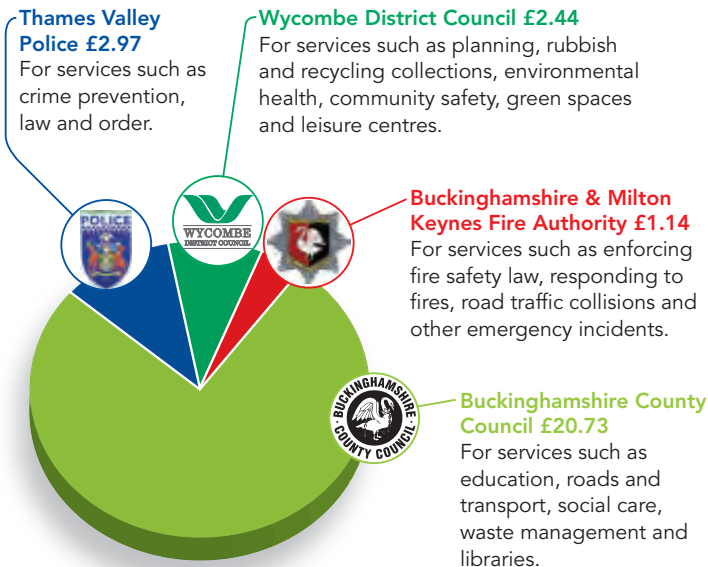 Thames Valley
Police £2.97
For services such as
crime prevention,
law and order.
Wycombe District Council £2.44
For services such as planning, rubbish
and recycling collections, environmental
health, community safety, green spaces
and leisure centres.
POLICE
WYCOMBE
DISTRICT COUNCIL
Buckinghamshire & Milton
Keynes Fire Authority £1.14
For services such as enforcing
fire safety law, responding to
fires, road traffic collisions and
other emergency incidents.
BUCKINGHAMSHIRE
· COUNTY COUNCIL ·
Buckinghamshire County
Council £20.73
For services such as
education, roads and
transport, social care,
waste management and
libraries.